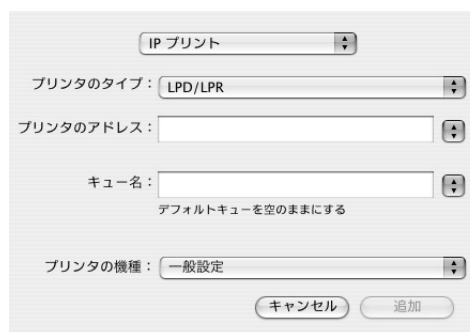 IP プリント
プリンタのタイプ： LPD/LPR
プリンタのアドレス：
キュー名：
デフォルトキューを空のままにする
プリンタの機種： 一般設定
キャンセル 追加